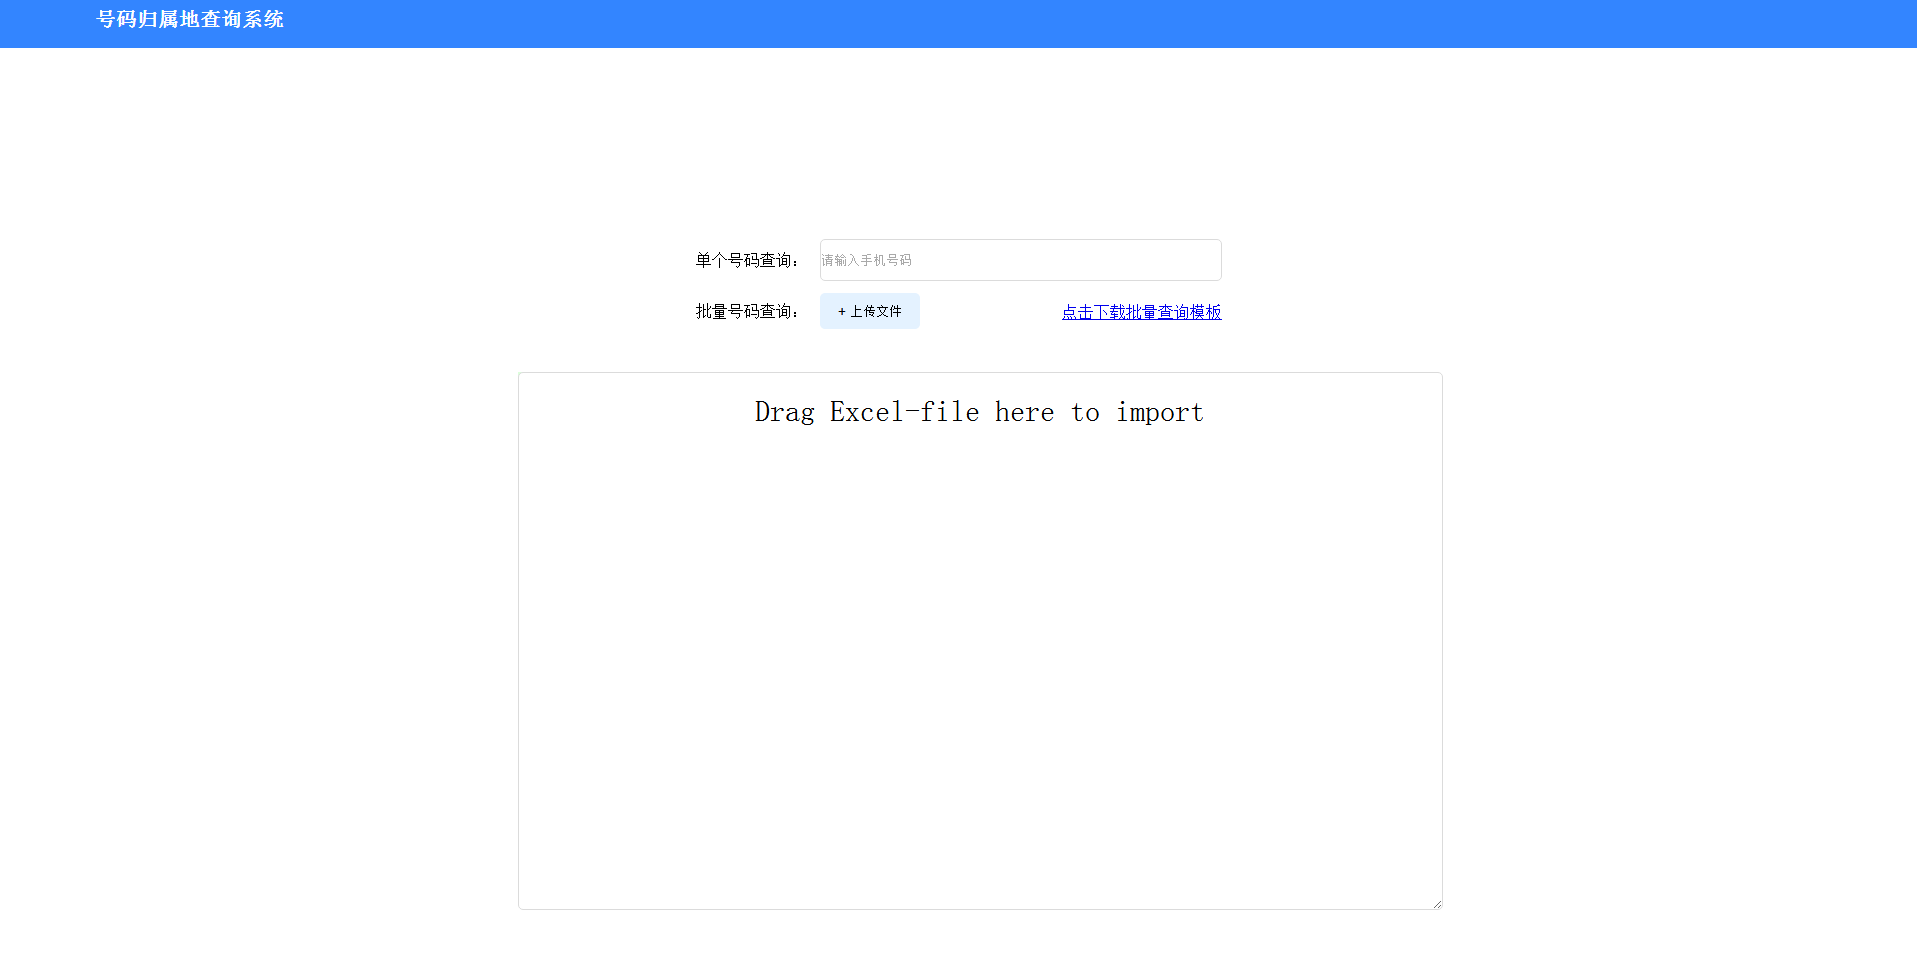 号码归属地查询系统
单个号码查询：
请输入手机号码
批量号码查询：
+ 上传文件
点击下载批量查询模板
Drag Excel-file here to import